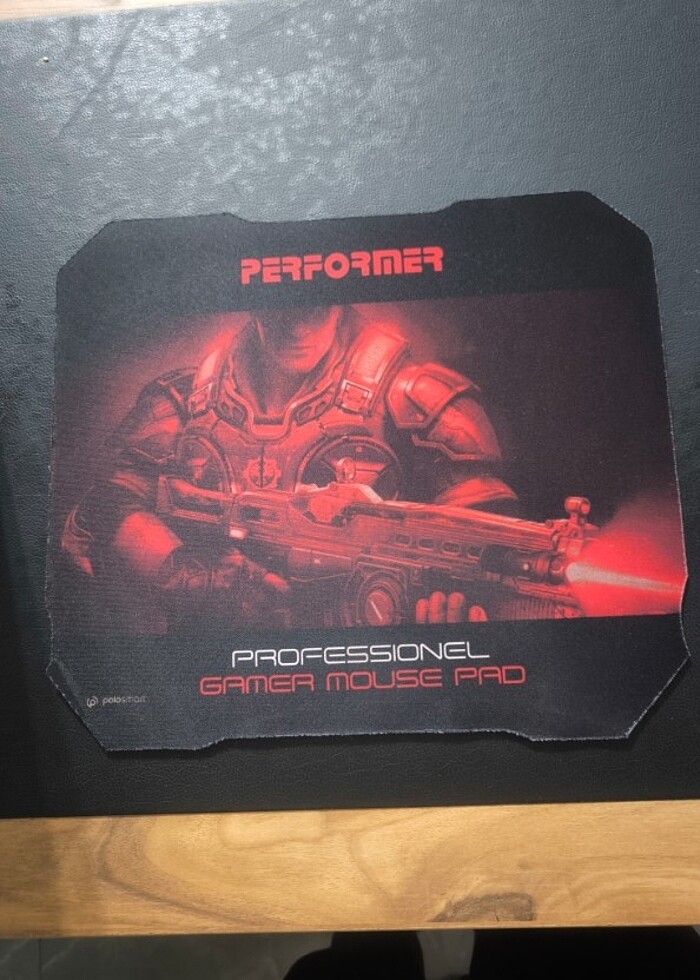 PERFORMER
PROFESSIONEL
GAMER MOUSE PAD
polosmart